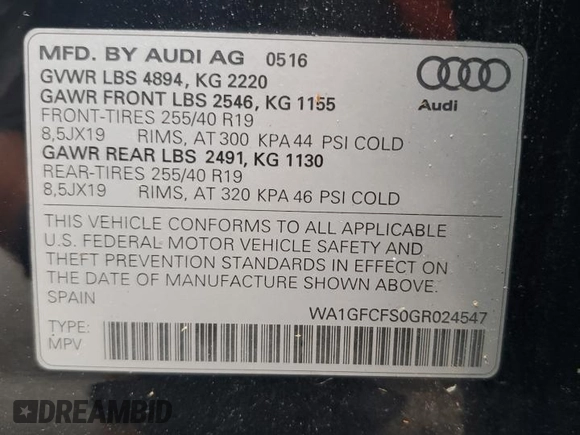 MFD. BY AUDI AG 0516
GVWR LBS 4894, KG 2220
GAWR FRONT LBS 2546, KG 1155
FRONT-TIRES 255/40 R19
8,5JX19 RIMS, AT 300 KPA 44 PSI COLD
GAWR REAR LBS 2491, KG 1130
REAR-TIRES 255/40 R19
8,5JX19 RIMS, AT 320 KPA 46 PSI COLD
Audi
THIS VEHICLE CONFORMS TO ALL APPLICABLE
U.S. FEDERAL MOTOR VEHICLE SAFETY AND
THEFT PREVENTION STANDARDS IN EFFECT ON
THE DATE OF MANUFACTURE SHOWN ABOVE.
SPAIN
WA1GFCFS0GR024547
TYPE:
MPV
DREAMBID